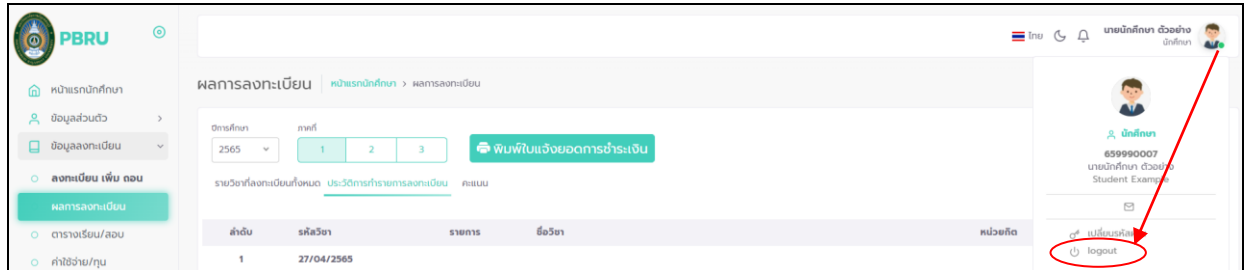 PBRU
ไทย
นายนักศึกษา ตัวอย่าง
นักศึกษา
หน้าแรกนักศึกษา
ข้อมูลส่วนตัว
ข้อมูลลงทะเบียน
ลงทะเบียน เพิ่ม ถอน
ผลการลงทะเบียน
ตารางเรียน/สอบ
ค่าใช้จ่าย/ทุน
ผลการลงทะเบียน หน้าแรกนักศึกษา > ผลการลงทะเบียน
ปีการศึกษา ภาคที่
2565 1 2 3 พิมพ์ใบแจ้งยอดการชำระเงิน
รายวิชาที่ลงทะเบียนทั้งหมด ประวัติการทำรายการลงทะเบียน คะแนน
ลำดับ รหัสวิชา รายการ ชื่อวิชา หน่วยกิต
1 27/04/2565
นักศึกษา
659990007
นายนักศึกษา ตัวอย่าง
Student Example
เปลี่ยนรหัส
logout